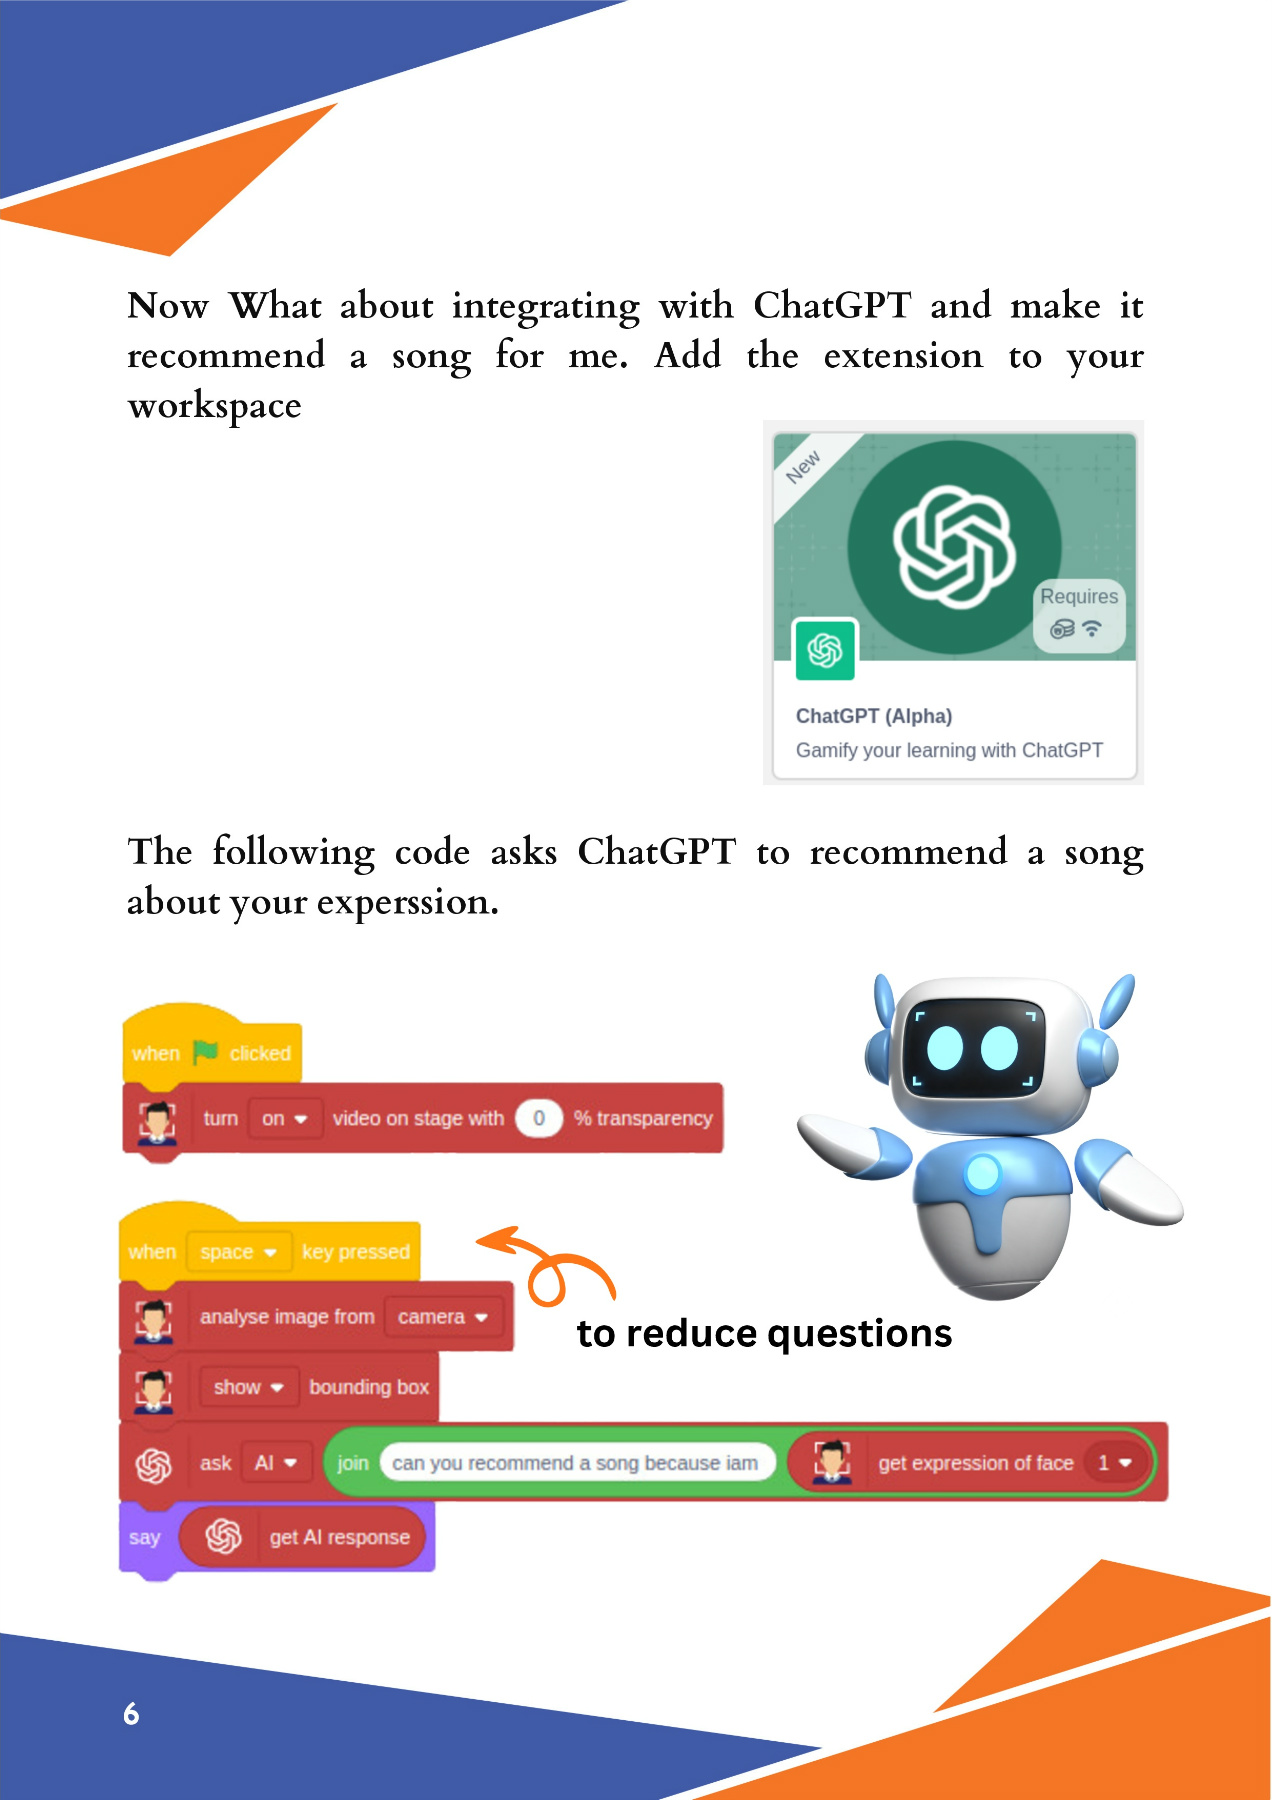 Now What about integrating with ChatGPT and make it
recommend a song for me. Add the extension to your
workspace
New
Requires
ChatGPT (Alpha)
Gamify your learning with ChatGPT
The following code asks ChatGPT to recommend a song
about your experssion.
when clicked
turn on video on stage with 0 % transparency
when space key pressed
analyse image from camera
to reduce questions
show bounding box
ask AI join can you recommend a song because iam get expression of face 1
say get AI response
6